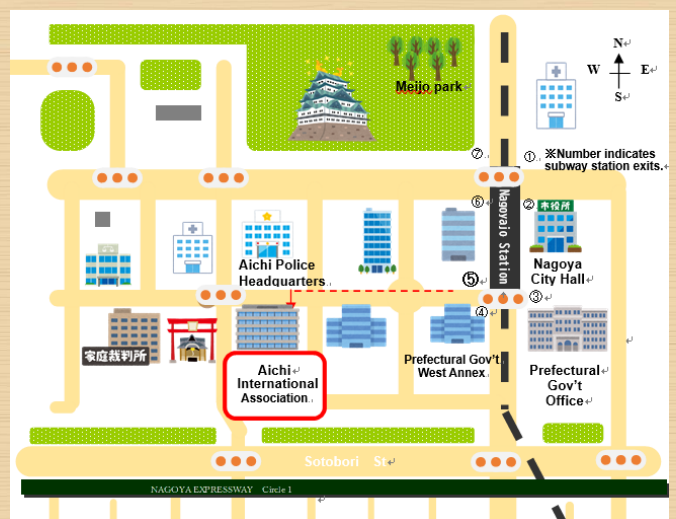 N↵
W E↵
S↵
Meijo park↵
⑦
① ※Number indicates
subway station exits.↵
⑥↵
②
市役所
Nagoyajo Station
Nagoya
City Hall↵
Aichi Police
Headquarters
⑤↵
③↵
④↵
家庭裁判所
Prefectural Gov't
West Annex↵
Aichi↵
International
Association
Prefectural
Gov't
Office↵
↵
Sotobori St↵
NAGOYA EXPRESSWAY Circle 1
↵